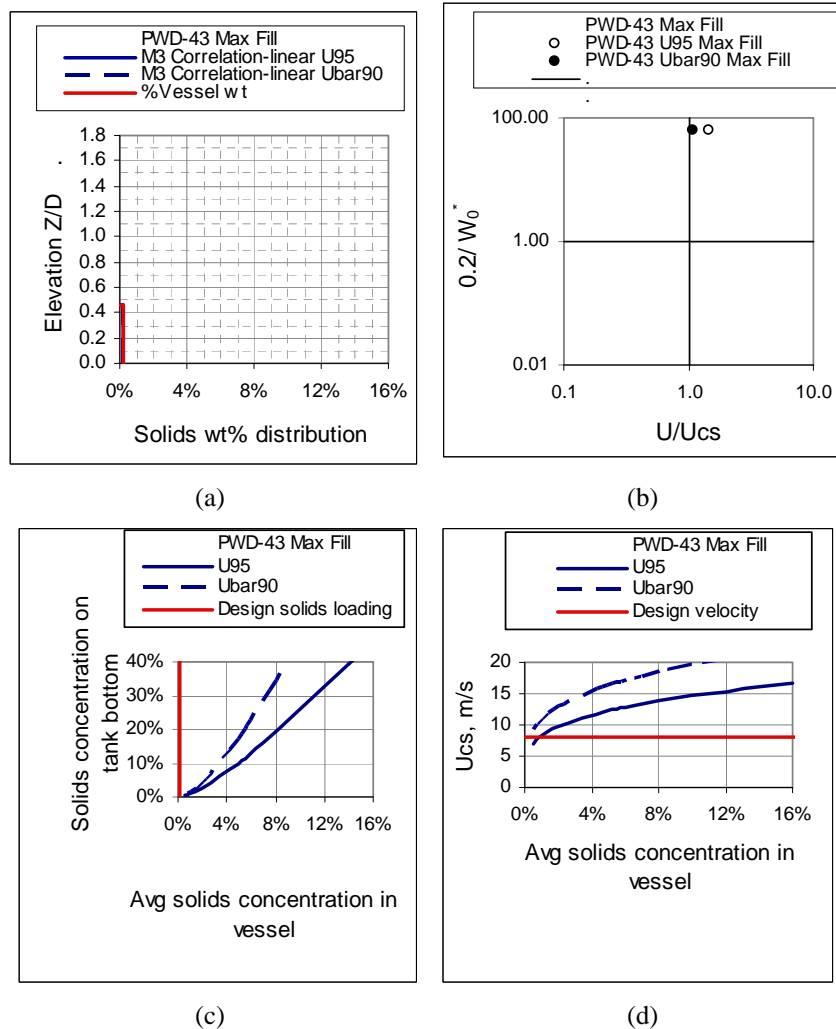 PWD-43 Max Fill
M3 Correlation-linear U95
M3 Correlation-linear Ubar90
%Vessel wt
1.8
1.6
1.4
1.2
1.0
0.8
0.6
0.4
0.2
0.0
Elevation Z/D
0% 4% 8% 12% 16%
Solids wt% distribution
(a)
PWD-43 Max Fill
PWD-43 U95 Max Fill
PWD-43 Ubar90 Max Fill
100.00
1.00
0.01
0.2/ W0*
0.1 1.0 10.0
U/Ucs
(b)
PWD-43 Max Fill
U95
Ubar90
Design solids loading
Solids concentration on
tank bottom
40%
30%
20%
10%
0%
0% 4% 8% 12% 16%
Avg solids concentration in
vessel
(c)
PWD-43 Max Fill
U95
Ubar90
Design velocity
Ucs, m/s
20
15
10
5
0
0% 4% 8% 12% 16%
Avg solids concentration in
vessel
(d)